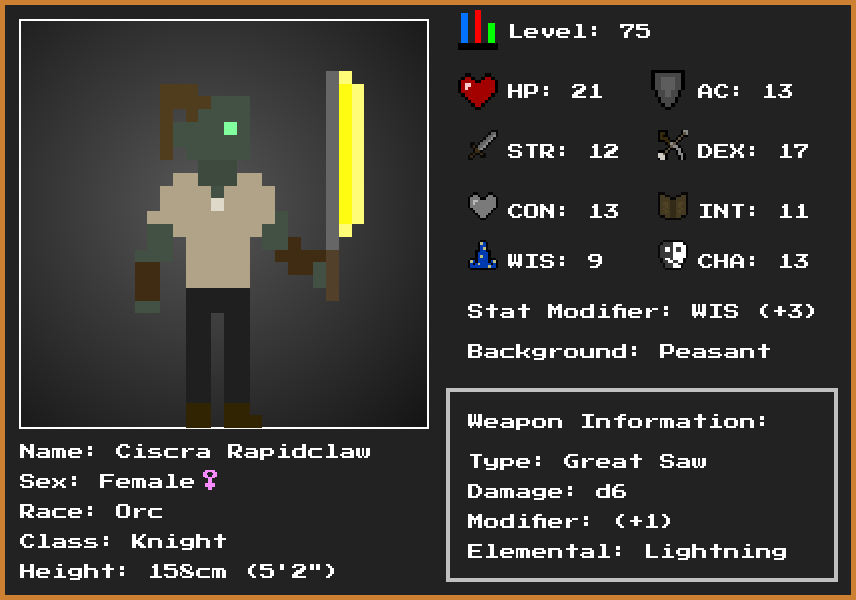 Level: 75
HP: 21 AC: 13
STR: 12 DEX: 17
CON: 13 INT: 11
WIS: 9 CHA: 13
Stat Modifier: WIS (+3)
Background: Peasant
Weapon Information:
Type: Great Saw
Damage: d6
Modifier: (+1)
Elemental: Lightning
Name: Ciscra Rapidclaw
Sex: Female♀
Race: Orc
Class: Knight
Height: 158cm (5'2")